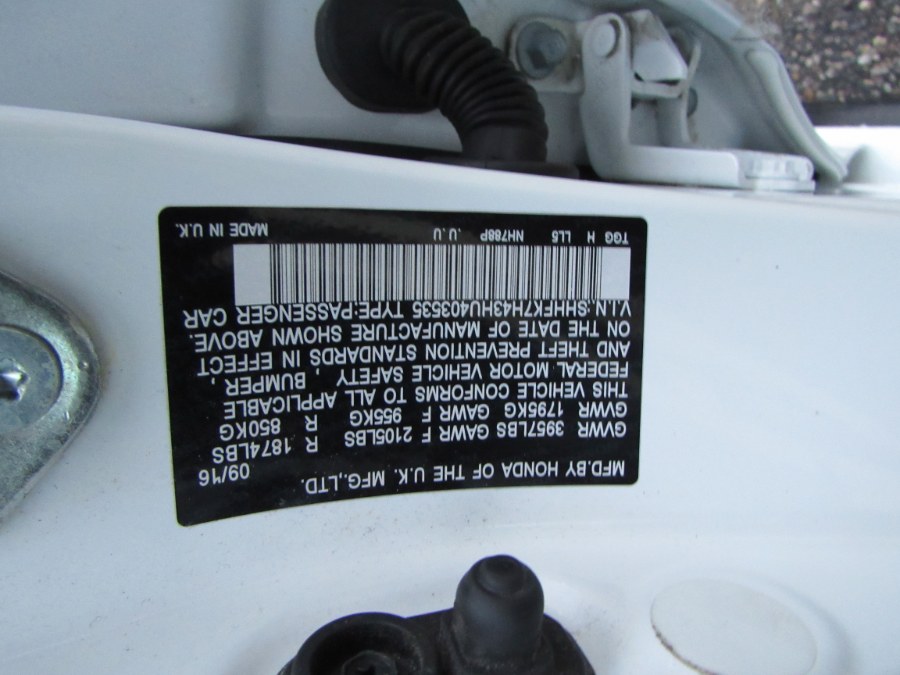 MFD.BY HONDA OF THE U.K. MFG.,LTD. 09/16
GVWR 3957LBS GAWR F 2105LBS R 1874LBS
GVWR 1795KG GAWR F 955KG R 850KG
THIS VEHICLE CONFORMS TO ALL APPLICABLE
FEDERAL MOTOR VEHICLE SAFETY, BUMPER,
AND THEFT PREVENTION STANDARDS IN EFFECT
ON THE DATE OF MANUFACTURE SHOWN ABOVE.
V.I.N.:SHHFK7H43HU403535 TYPE:PASSENGER CAR
TGG H LL5 NH788P .U.U MADE IN U.K.